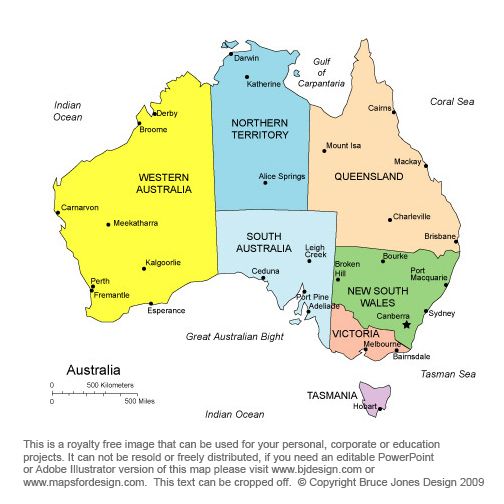 Darwin
Gulf
of
Carpantaria
Katherine
Indian
Ocean
Coral Sea
Derby
Broome
Cairns
NORTHERN
TERRITORY
Mount Isa
Mackay
WESTERN
AUSTRALIA
Alice Springs
QUEENSLAND
Carnarvon
Meekatharra
Charleville
SOUTH
AUSTRALIA
Brisbane
Leigh
Creek
Bourke
Kalgoorlie
Ceduna
Broken
Hill
Port
Macquarie
Perth
Fremantle
Port Pine
NEW SOUTH
WALES
Esperance
Adeliade
Canberra
Sydney
Great Australian Bight
VICTORIA
Melbourne
Bairnsdale
Australia
Tasman Sea
0 500 Kilometers
0 500 Miles
TASMANIA
Hobart
Indian Ocean
This is a royalty free image that can be used for your personal, corporate or education
projects. It can not be resold or freely distributed, if you need an editable PowerPoint
or Adobe Illustrator version of this map please visit www.bjdesign.com or
www.mapsfordesign.com. This text can be cropped off. © Copyright Bruce Jones Design 2009